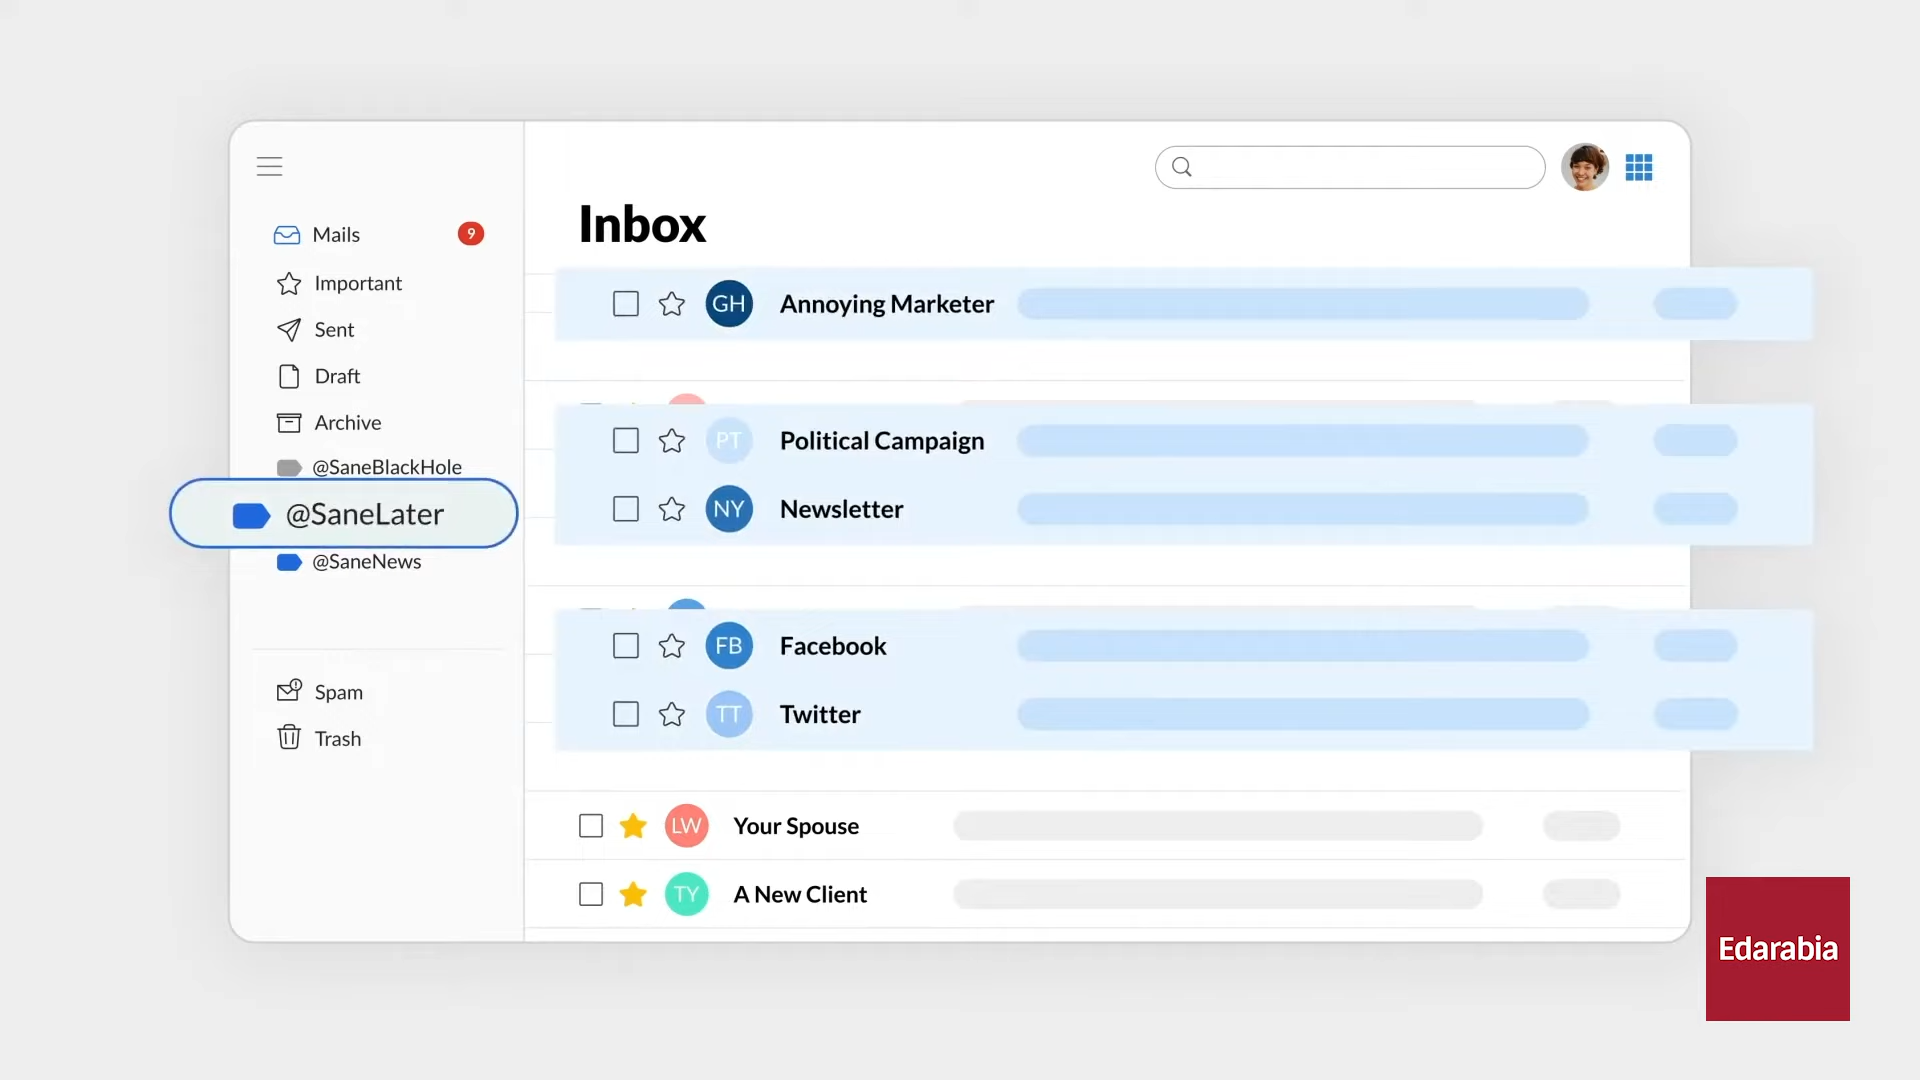 Mails
9
Important
Sent
Draft
Archive
@SaneBlackHole
@SaneLater
@SaneNews
Spam
Trash
Inbox
GH Annoying Marketer
PT Political Campaign
NY Newsletter
FB Facebook
TT Twitter
LW Your Spouse
TY A New Client
Edarabia